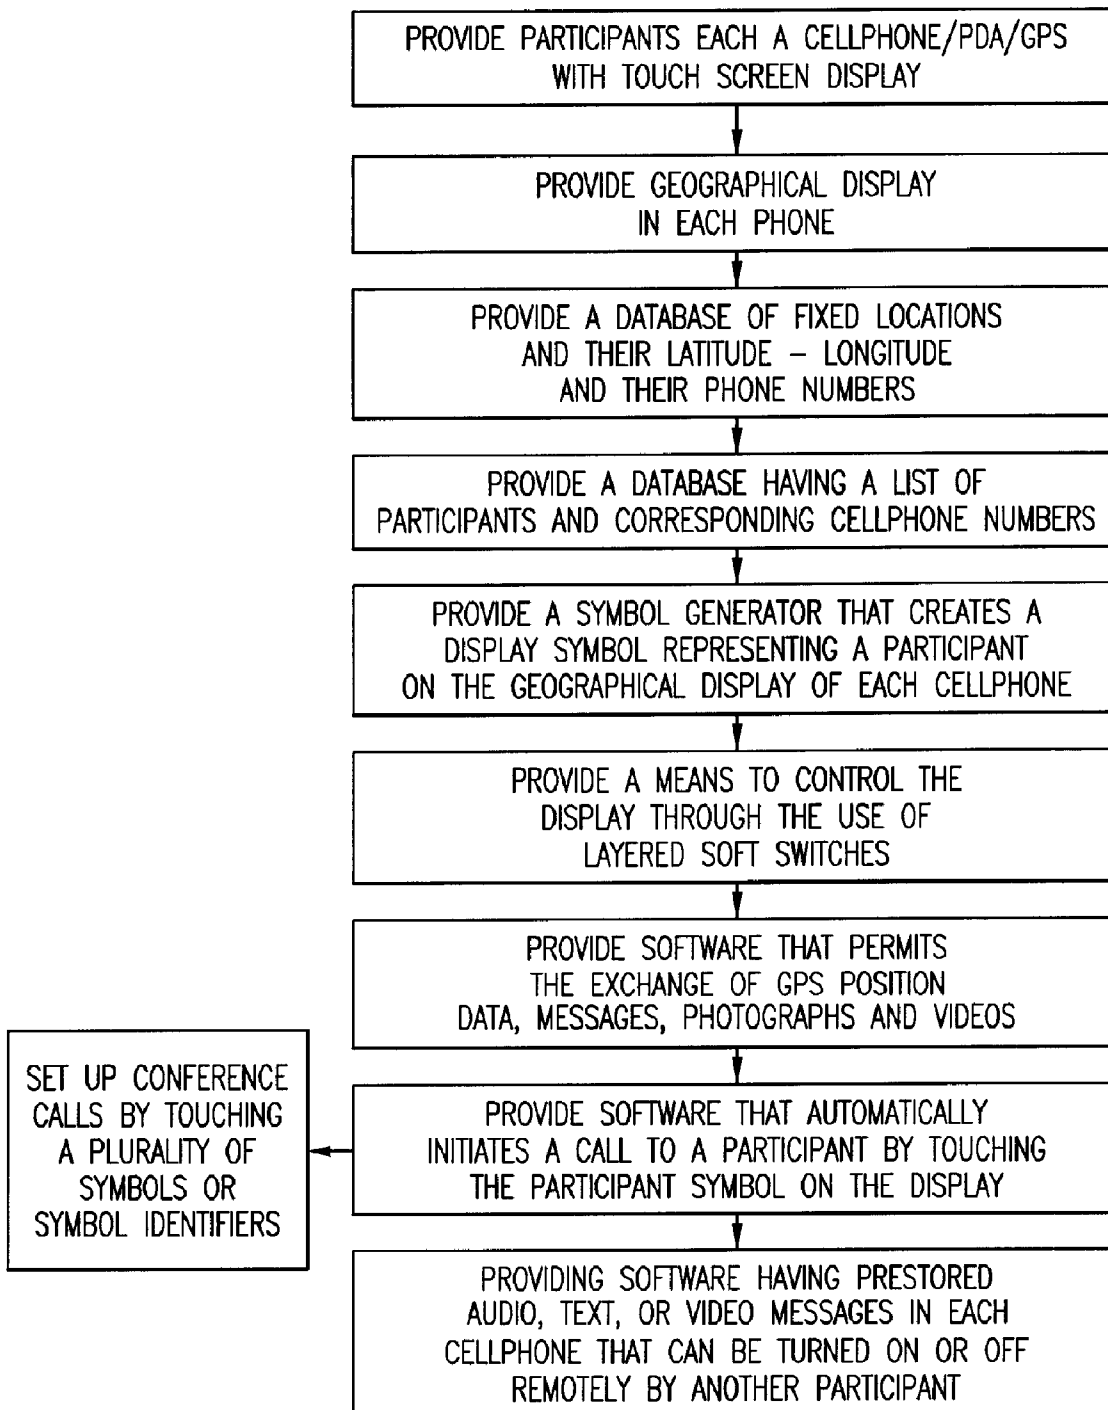 PROVIDE PARTICIPANTS EACH A CELLPHONE/PDA/GPS
WITH TOUCH SCREEN DISPLAY
PROVIDE GEOGRAPHICAL DISPLAY
IN EACH PHONE
PROVIDE A DATABASE OF FIXED LOCATIONS
AND THEIR LATITUDE – LONGITUDE
AND THEIR PHONE NUMBERS
PROVIDE A DATABASE HAVING A LIST OF
PARTICIPANTS AND CORRESPONDING CELLPHONE NUMBERS
PROVIDE A SYMBOL GENERATOR THAT CREATES A
DISPLAY SYMBOL REPRESENTING A PARTICIPANT
ON THE GEOGRAPHICAL DISPLAY OF EACH CELLPHONE
PROVIDE A MEANS TO CONTROL THE
DISPLAY THROUGH THE USE OF
LAYERED SOFT SWITCHES
PROVIDE SOFTWARE THAT PERMITS
THE EXCHANGE OF GPS POSITION
DATA, MESSAGES, PHOTOGRAPHS AND VIDEOS
PROVIDE SOFTWARE THAT AUTOMATICALLY
INITIATES A CALL TO A PARTICIPANT BY TOUCHING
THE PARTICIPANT SYMBOL ON THE DISPLAY
SET UP CONFERENCE
CALLS BY TOUCHING
A PLURALITY OF
SYMBOLS OR
SYMBOL IDENTIFIERS
PROVIDING SOFTWARE HAVING PRESTORED
AUDIO, TEXT, OR VIDEO MESSAGES IN EACH
CELLPHONE THAT CAN BE TURNED ON OR OFF
REMOTELY BY ANOTHER PARTICIPANT